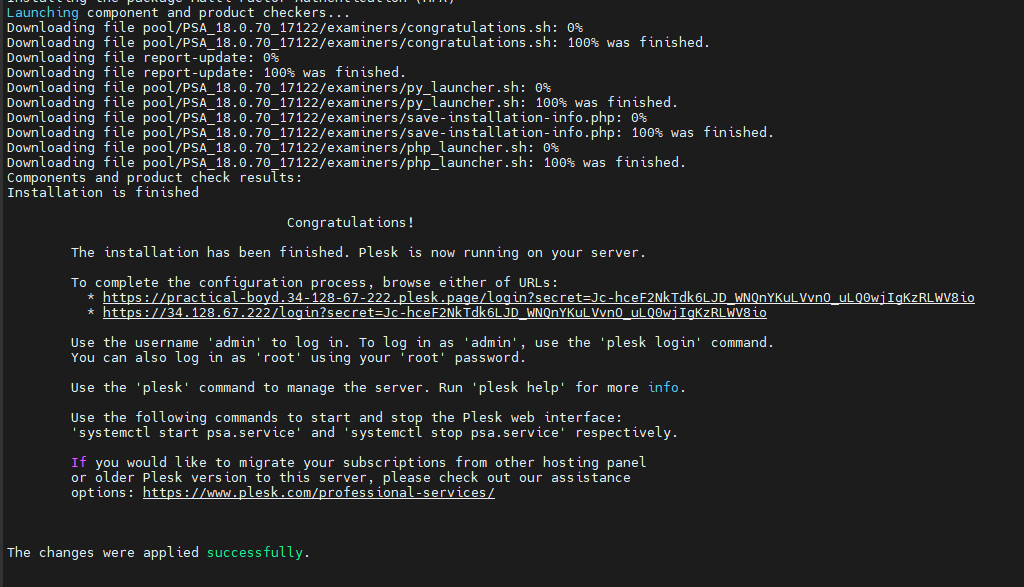 Installing the package Multi-Factor Authentication (MFA)
Launching component and product checkers...
Downloading file pool/PSA_18.0.70_17122/examiners/congratulations.sh: 0%
Downloading file pool/PSA_18.0.70_17122/examiners/congratulations.sh: 100% was finished.
Downloading file report-update: 0%
Downloading file report-update: 100% was finished.
Downloading file pool/PSA_18.0.70_17122/examiners/py_launcher.sh: 0%
Downloading file pool/PSA_18.0.70_17122/examiners/py_launcher.sh: 100% was finished.
Downloading file pool/PSA_18.0.70_17122/examiners/save-installation-info.php: 0%
Downloading file pool/PSA_18.0.70_17122/examiners/save-installation-info.php: 100% was finished.
Downloading file pool/PSA_18.0.70_17122/examiners/php_launcher.sh: 0%
Downloading file pool/PSA_18.0.70_17122/examiners/php_launcher.sh: 100% was finished.
Components and product check results:
Installation is finished
Congratulations!
The installation has been finished. Plesk is now running on your server.
To complete the configuration process, browse either of URLs:
* https://practical-boyd.34-128-67-222.plesk.page/login?secret=Jc-hceF2NkTdk6LJD_WNQnYKuLVvnO_uLQ0wjIgKzRLWV8io
* https://34.128.67.222/login?secret=Jc-hceF2NkTdk6LJD_WNQnYKuLVvnO_uLQ0wjIgKzRLWV8io
Use the username 'admin' to log in. To log in as 'admin', use the 'plesk login' command.
You can also log in as 'root' using your 'root' password.
Use the 'plesk' command to manage the server. Run 'plesk help' for more info.
Use the following commands to start and stop the Plesk web interface:
'systemctl start psa.service' and 'systemctl stop psa.service' respectively.
If you would like to migrate your subscriptions from other hosting panel
or older Plesk version to this server, please check out our assistance
options: https://www.plesk.com/professional-services/
The changes were applied successfully.